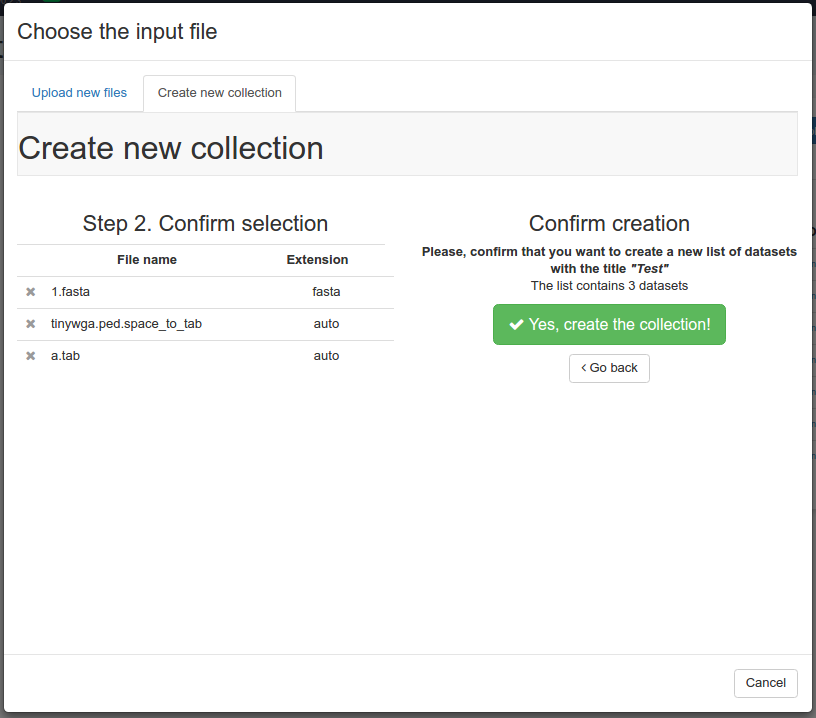 Choose the input file
Upload new files
Create new collection
Create new collection
Step 2. Confirm selection
File name Extension
1.fasta fasta
tinywga.ped.space_to_tab auto
a.tab auto
Confirm creation
Please, confirm that you want to create a new list of datasets
with the title "Test"
The list contains 3 datasets
Yes, create the collection!
Go back
Cancel